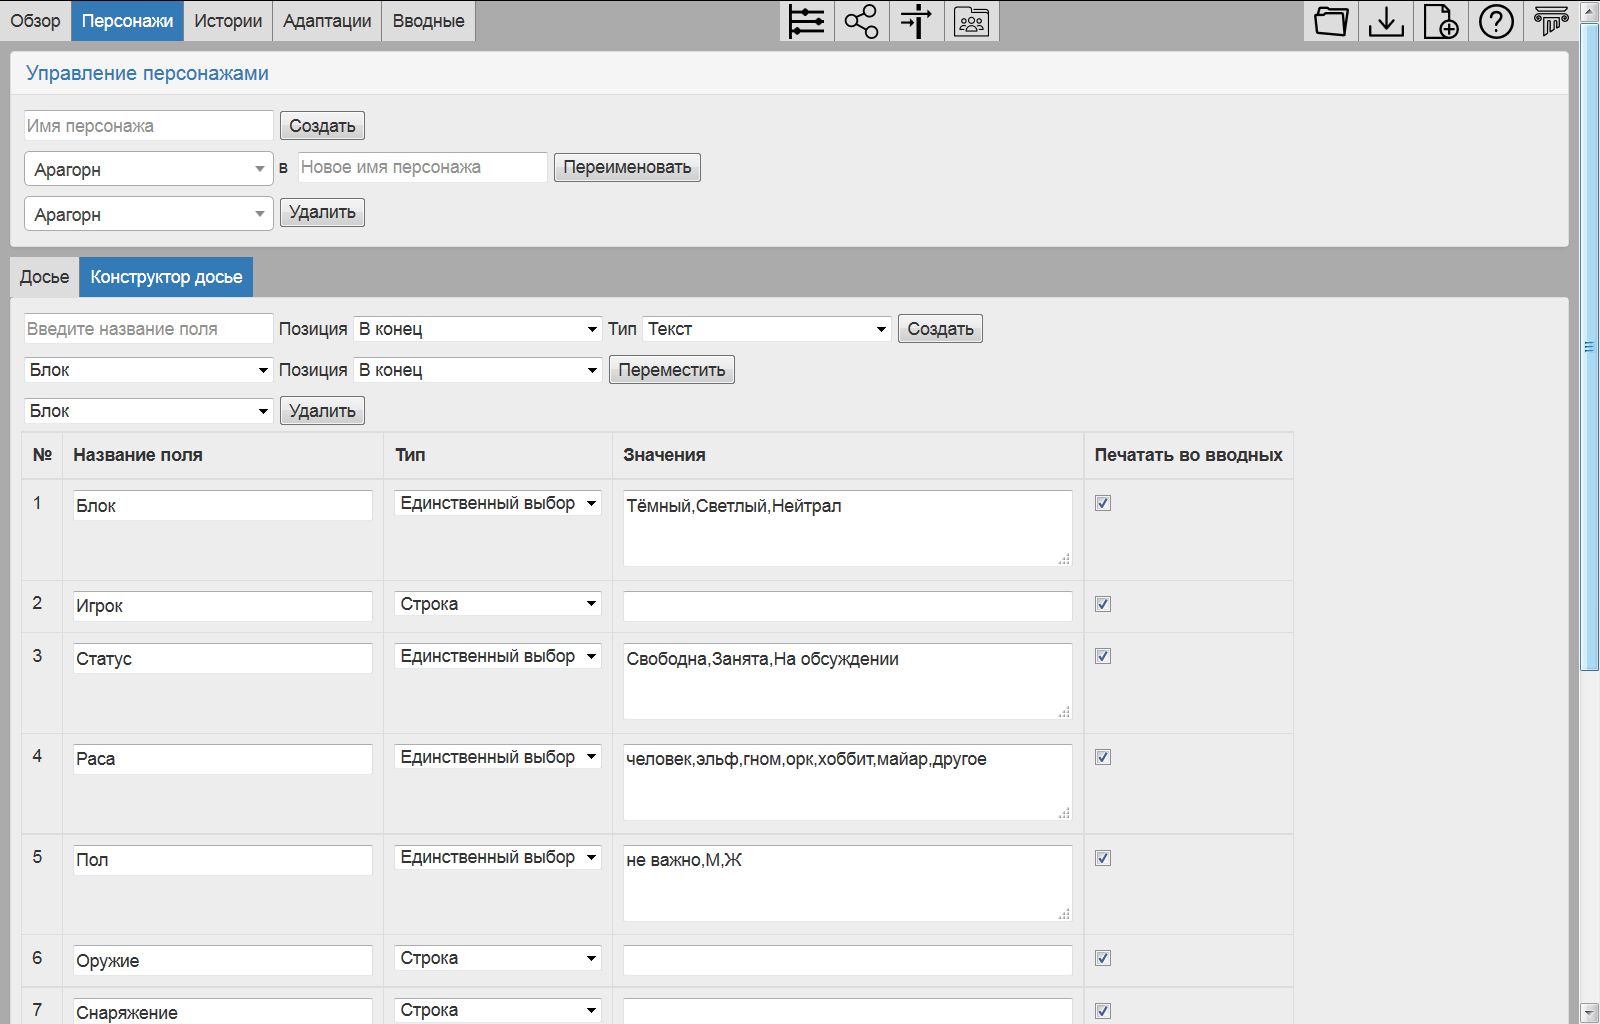 Обзор Персонажи Истории Адаптации Вводные
Управление персонажами
Имя персонажа Создать
Арагорн в Новое имя персонажа Переименовать
Арагорн Удалить
Досье Конструктор досье
Введите название поля Позиция В конец Тип Текст Создать
Блок Позиция В конец Переместить
Блок Удалить
№ Название поля Тип Значения Печатать во вводных
1 Блок Единственный выбор Тёмный,Светлый,Нейтрал
2 Игрок Строка
3 Статус Единственный выбор Свободна,Занята,На обсуждении
4 Раса Единственный выбор человек,эльф,гном,орк,хоббит,майар,другое
5 Пол Единственный выбор не важно,М,Ж
6 Оружие Строка
7 Снаряжение Строка